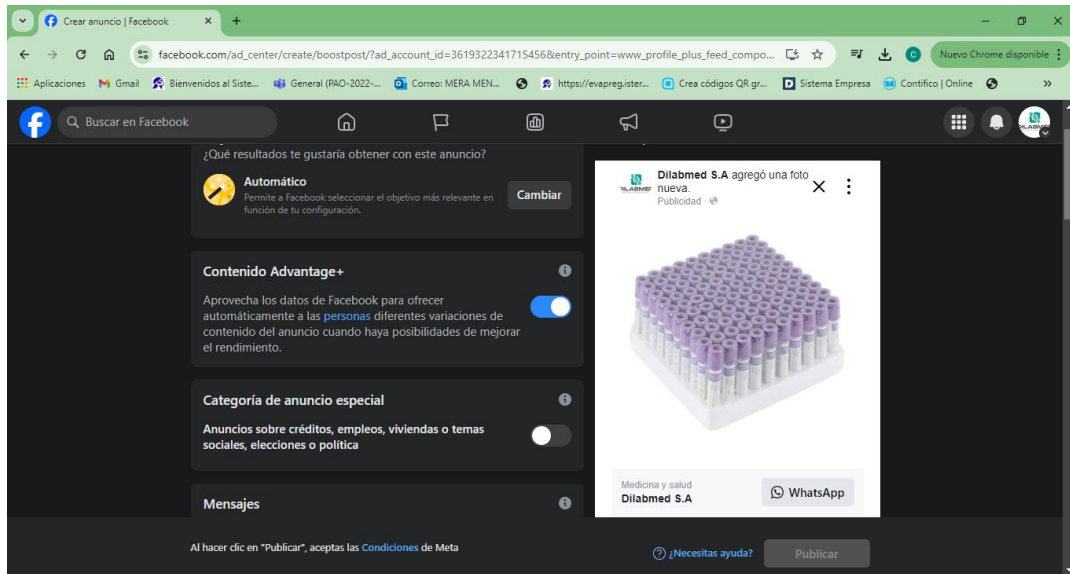 Crear anuncio | Facebook
facebook.com/ad_center/create/boostpost/?ad_account_id=3619322341715456&entry_point=www_profile_plus_feed_compo...
Nuevo Chrome disponible
Aplicaciones
Gmail
Bienvenidos al Siste...
General (PAO-2022-...
Correo: MERA MEN...
https://evapreg.ister...
Crea códigos QR gr...
Sistema Empresa
Contifico | Online
Buscar en Facebook
¿Qué resultados te gustaría obtener con este anuncio?
Automático
Permite a Facebook seleccionar el objetivo más relevante en
función de tu configuración.
Cambiar
Contenido Advantage+
Aprovecha los datos de Facebook para ofrecer
automáticamente a las personas diferentes variaciones de
contenido del anuncio cuando haya posibilidades de mejorar
el rendimiento.
Categoría de anuncio especial
Anuncios sobre créditos, empleos, viviendas o temas
sociales, elecciones o política
Mensajes
Dilabmed S.A agregó una foto
nueva.
Publicidad ·
Medicina y salud
Dilabmed S.A
WhatsApp
Al hacer clic en "Publicar", aceptas las Condiciones de Meta
¿Necesitas ayuda?
Publicar